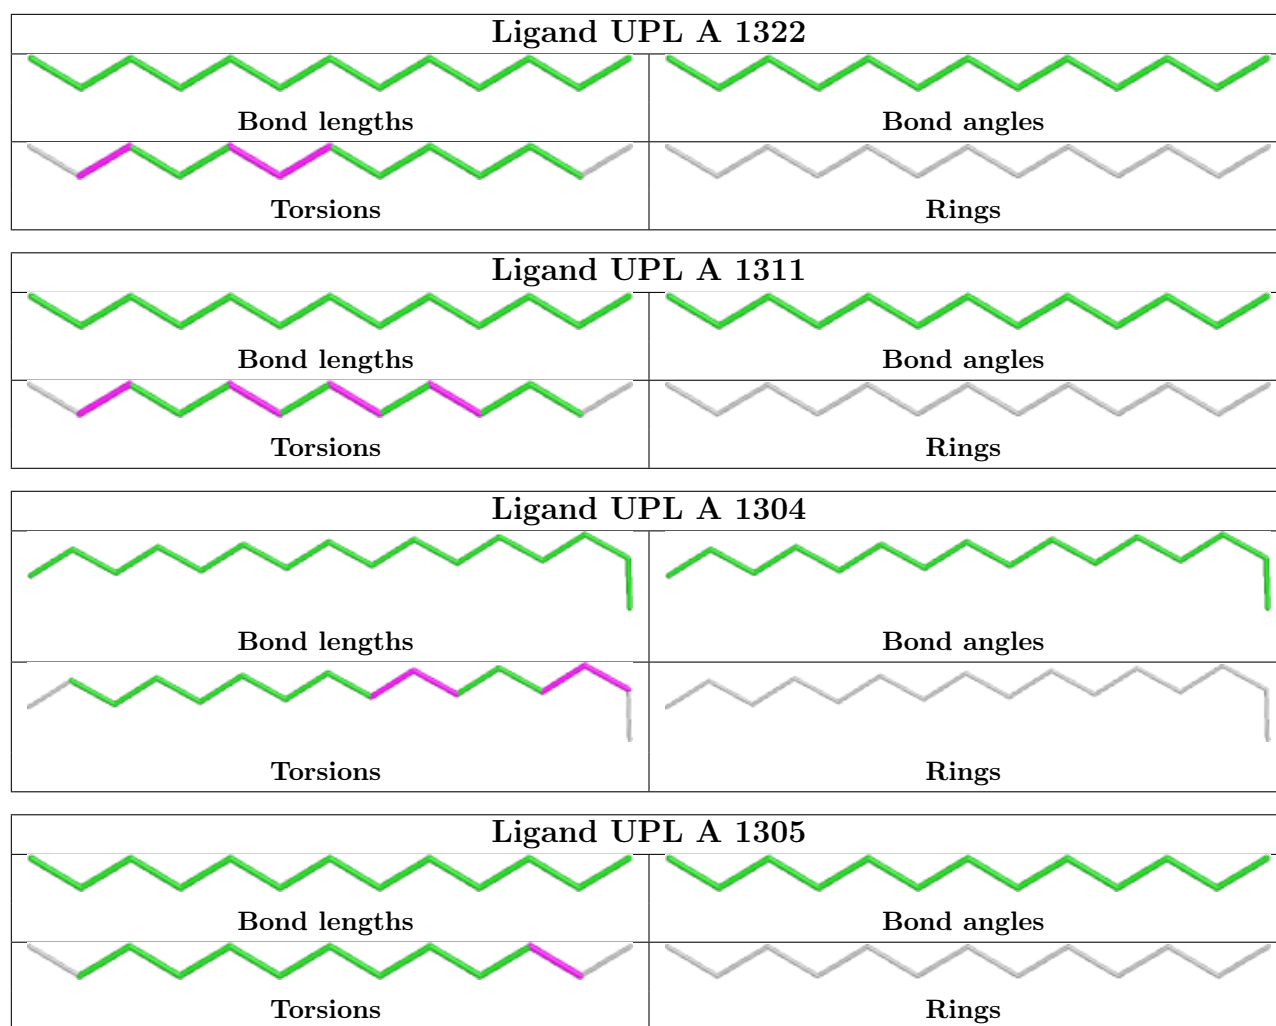 Ligand UPL A 1322
Bond lengths
Bond angles
Torsions
Rings
Ligand UPL A 1311
Bond lengths
Bond angles
Torsions
Rings
Ligand UPL A 1304
Bond lengths
Bond angles
Torsions
Rings
Ligand UPL A 1305
Bond lengths
Bond angles
Torsions
Rings